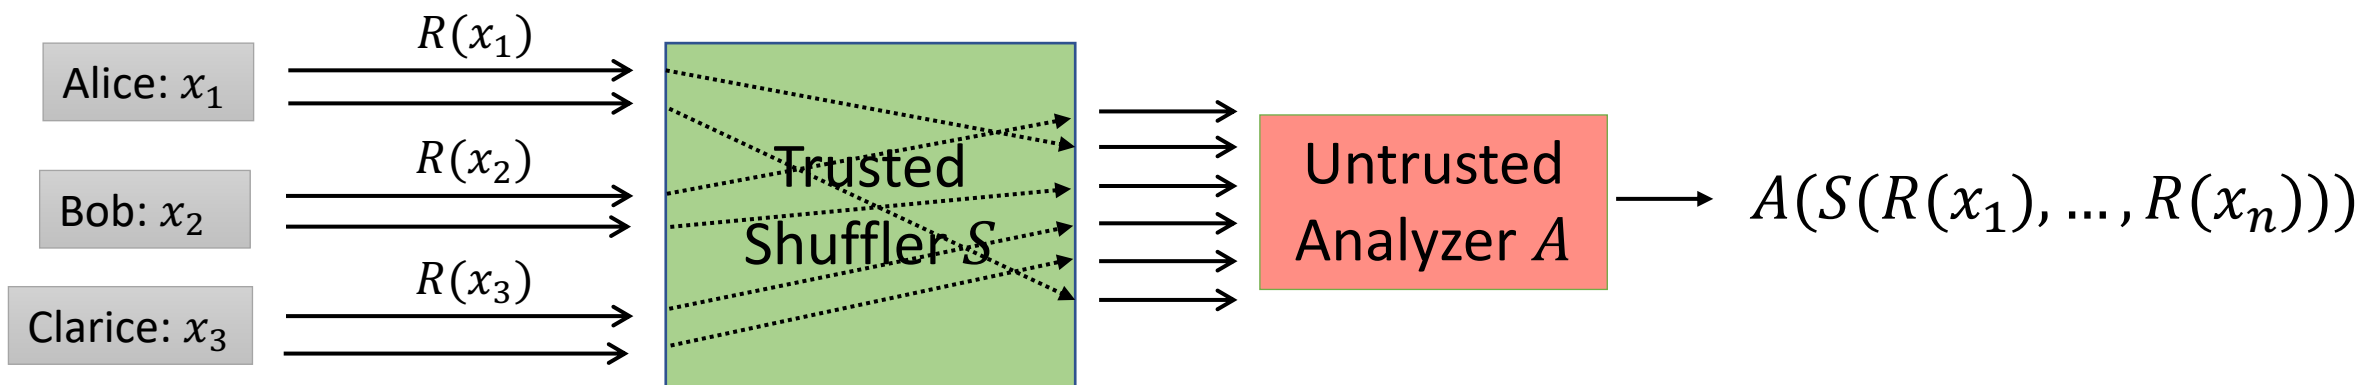 Alice: x₁
R(x₁)
Bob: x₂
R(x₂)
Clarice: x₃
R(x₃)
Trusted
Shuffler S
Untrusted
Analyzer A
A(S(R(x₁), … , R(xₙ)))